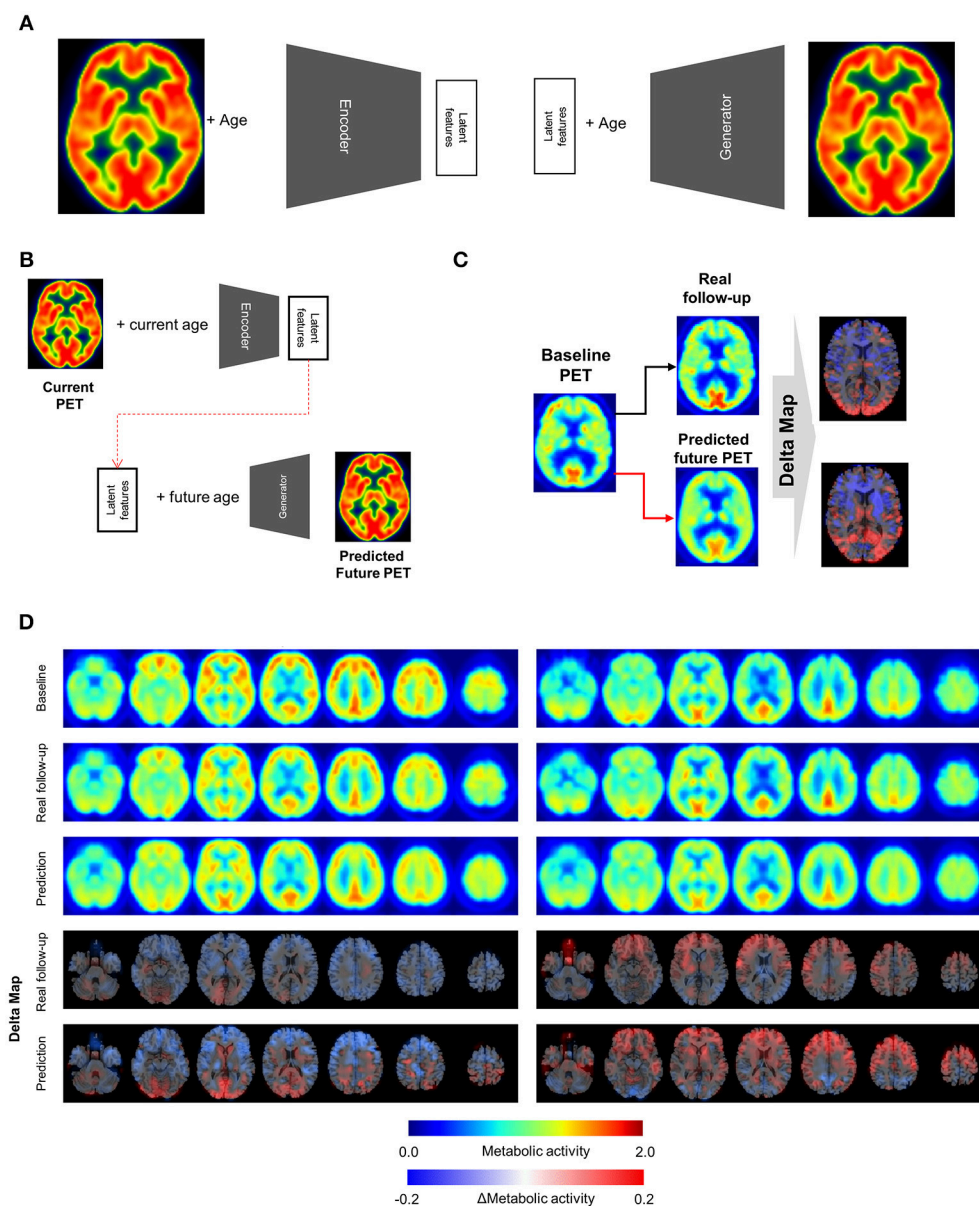 A
+ Age
Encoder
Latent
features
Latent
features
+ Age
Generator
B
+ current age
Encoder
Latent
features
Current
PET
Latent
features
+ future age
Generator
Predicted
Future PET
C
Real
follow-up
Baseline
PET
Predicted
future PET
Delta Map
D
Baseline
Real follow-up
Prediction
Delta Map
Real follow-up
Prediction
0.0
Metabolic activity
2.0
-0.2
ΔMetabolic activity
0.2